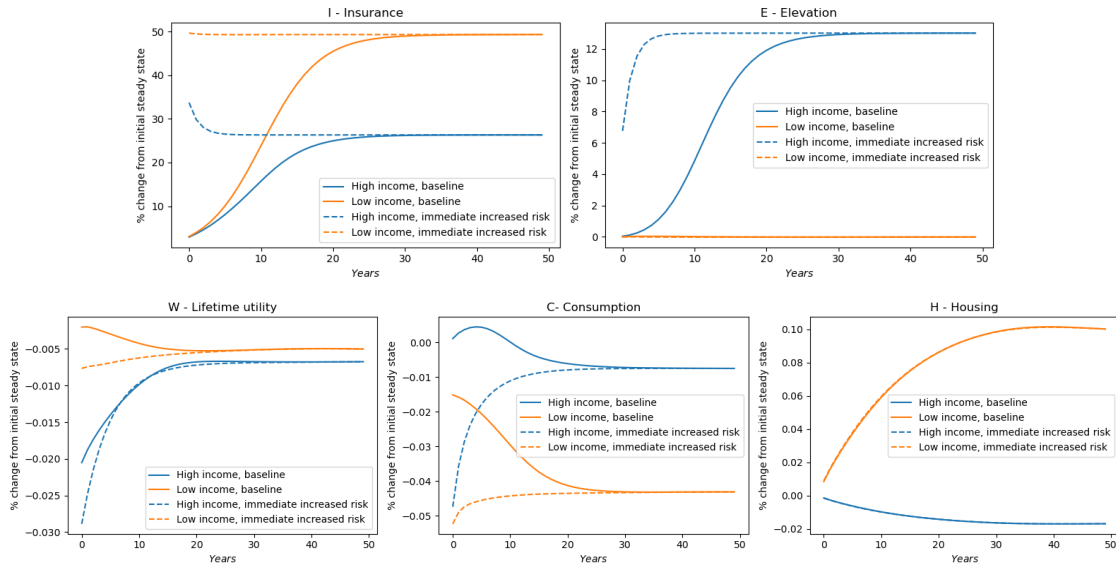 I - Insurance
% change from initial steady state
50
40
30
20
10
0
10
20
30
40
50
Years
High income, baseline
Low income, baseline
High income, immediate increased risk
Low income, immediate increased risk
E - Elevation
% change from initial steady state
12
10
8
6
4
2
0
0
10
20
30
40
50
Years
High income, baseline
Low income, baseline
High income, immediate increased risk
Low income, immediate increased risk
W - Lifetime utility
% change from initial steady state
−0.005
−0.010
−0.015
−0.020
−0.025
−0.030
0
10
20
30
40
50
Years
High income, baseline
Low income, baseline
High income, immediate increased risk
Low income, immediate increased risk
C- Consumption
% change from initial steady state
0.00
−0.01
−0.02
−0.03
−0.04
−0.05
0
10
20
30
40
50
Years
High income, baseline
Low income, baseline
High income, immediate increased risk
Low income, immediate increased risk
H - Housing
% change from initial steady state
0.10
0.08
0.06
0.04
0.02
0.00
−0.02
0
10
20
30
40
50
Years
High income, baseline
Low income, baseline
High income, immediate increased risk
Low income, immediate increased risk